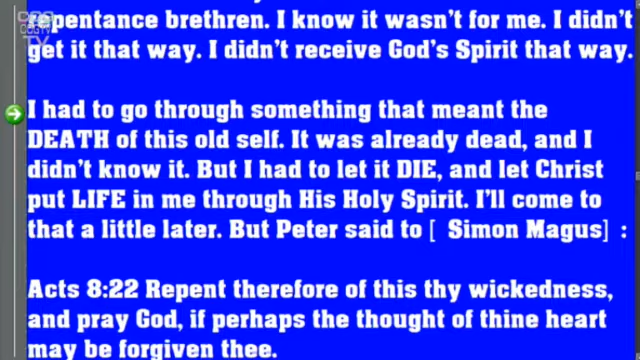 repentance brethren. I know it wasn't for me. I didn't
get it that way. I didn't receive God's Spirit that way.
I had to go through something that meant the
DEATH of this old self. It was already dead, and I
didn't know it. But I had to let it DIE, and let Christ
put LIFE in me through His Holy Spirit. I'll come to
that a little later. But Peter said to [ Simon Magus] :
Acts 8:22 Repent therefore of this thy wickedness,
and pray God, if perhaps the thought of thine heart
may be forgiven thee.